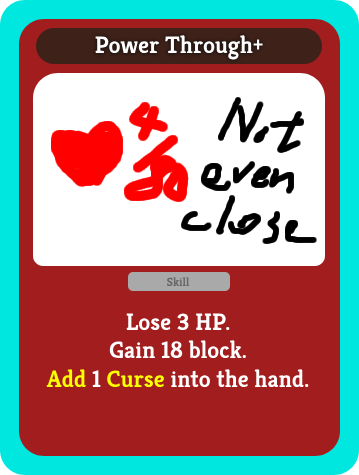 Power Through+
4
Not
even
close
Skill
Lose 3 HP.
Gain 18 block.
Add 1 Curse into the hand.